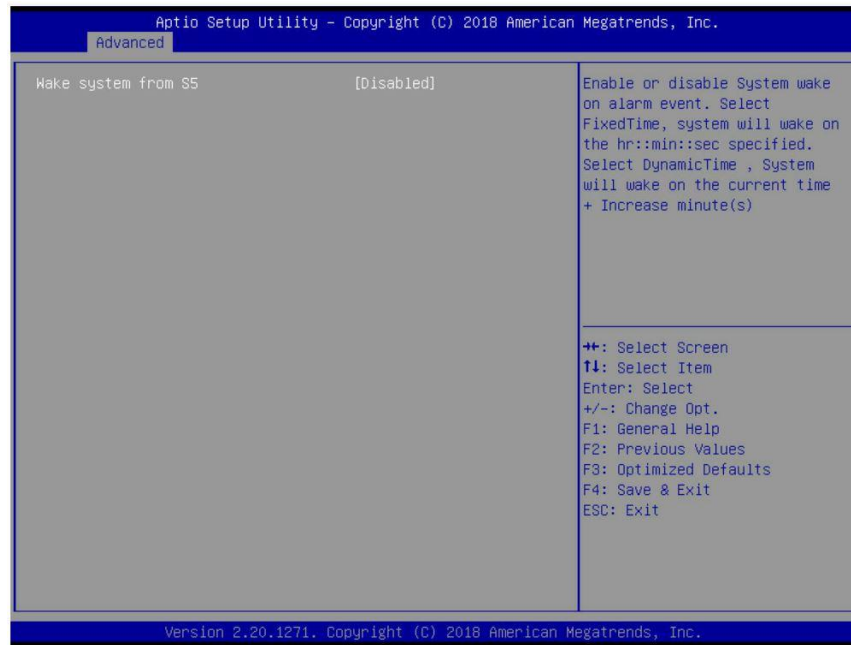 Aptio Setup Utility – Copyright (C) 2018 American Megatrends, Inc.
Advanced
Wake system from S5 [Disabled]
Enable or disable System wake
on alarm event. Select
FixedTime, system will wake on
the hr::min::sec specified.
Select DynamicTime , System
will wake on the current time
+ Increase minute(s)
→←: Select Screen
↑↓: Select Item
Enter: Select
+/-: Change Opt.
F1: General Help
F2: Previous Values
F3: Optimized Defaults
F4: Save & Exit
ESC: Exit
Version 2.20.1271. Copyright (C) 2018 American Megatrends, Inc.